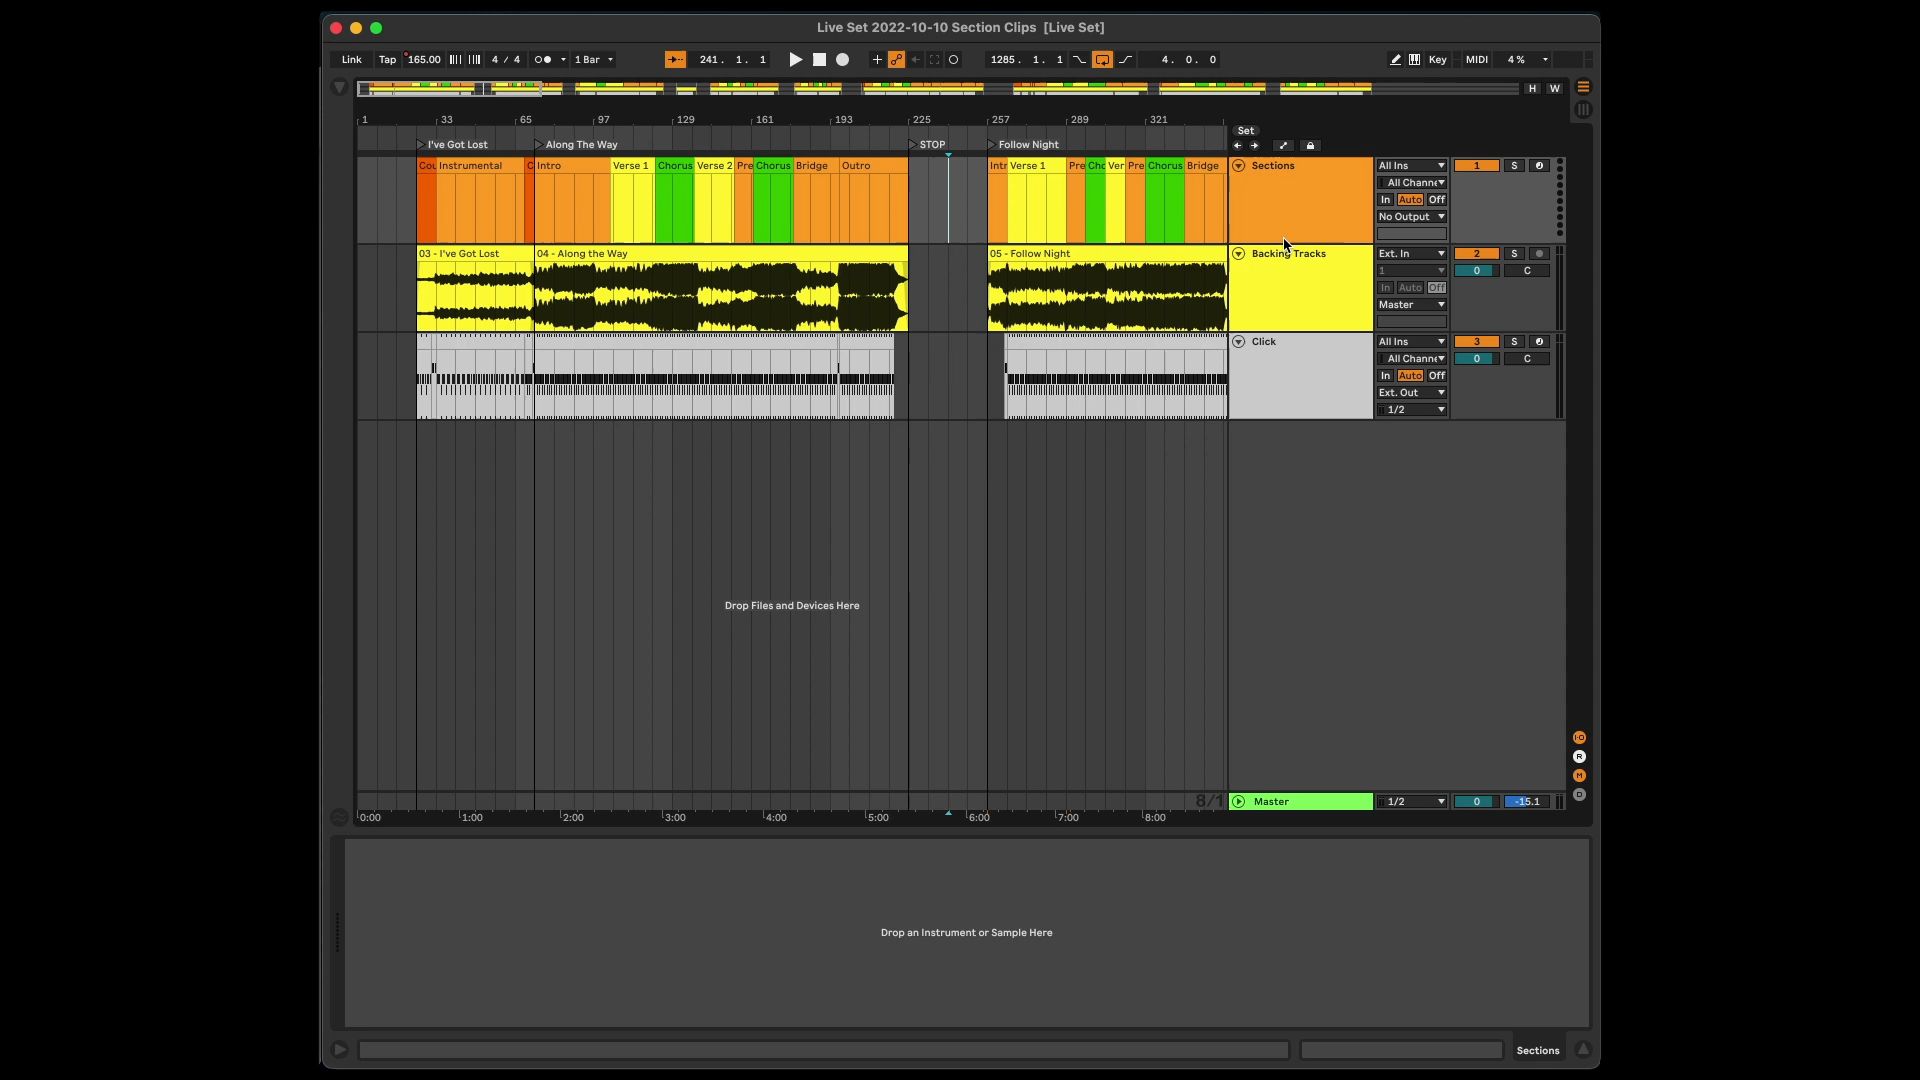 Live Set 2022-10-10 Section Clips [Live Set]
Link Tap 165.00 4 / 4 1 Bar 241. 1. 1 1285. 1. 1 4. 0. 0 Key MIDI 4 %
H W
1 33 65 97 129 161 193 225 257 289 321
Set
I've Got Lost Along The Way STOP Follow Night
Cou Instrumental C Intro Verse 1 Chorus Verse 2 Pre Chorus Bridge Outro Intr Verse 1 Pre Chc Ver Pre Chorus Bridge Sections All Ins 1 S
All Channe
In Auto Off
No Output
03 - I've Got Lost 04 - Along the Way 05 - Follow Night Backing Tracks Ext. In 2 S
1 0 C
In Auto Off
Master
Click All Ins 3 S
All Channe 0 C
In Auto Off
Ext. Out
1/2
Drop Files and Devices Here
R
M
D
8/1 Master 1/2 0 -15.1
0:00 1:00 2:00 3:00 4:00 5:00 6:00 7:00 8:00
Drop an Instrument or Sample Here
Sections